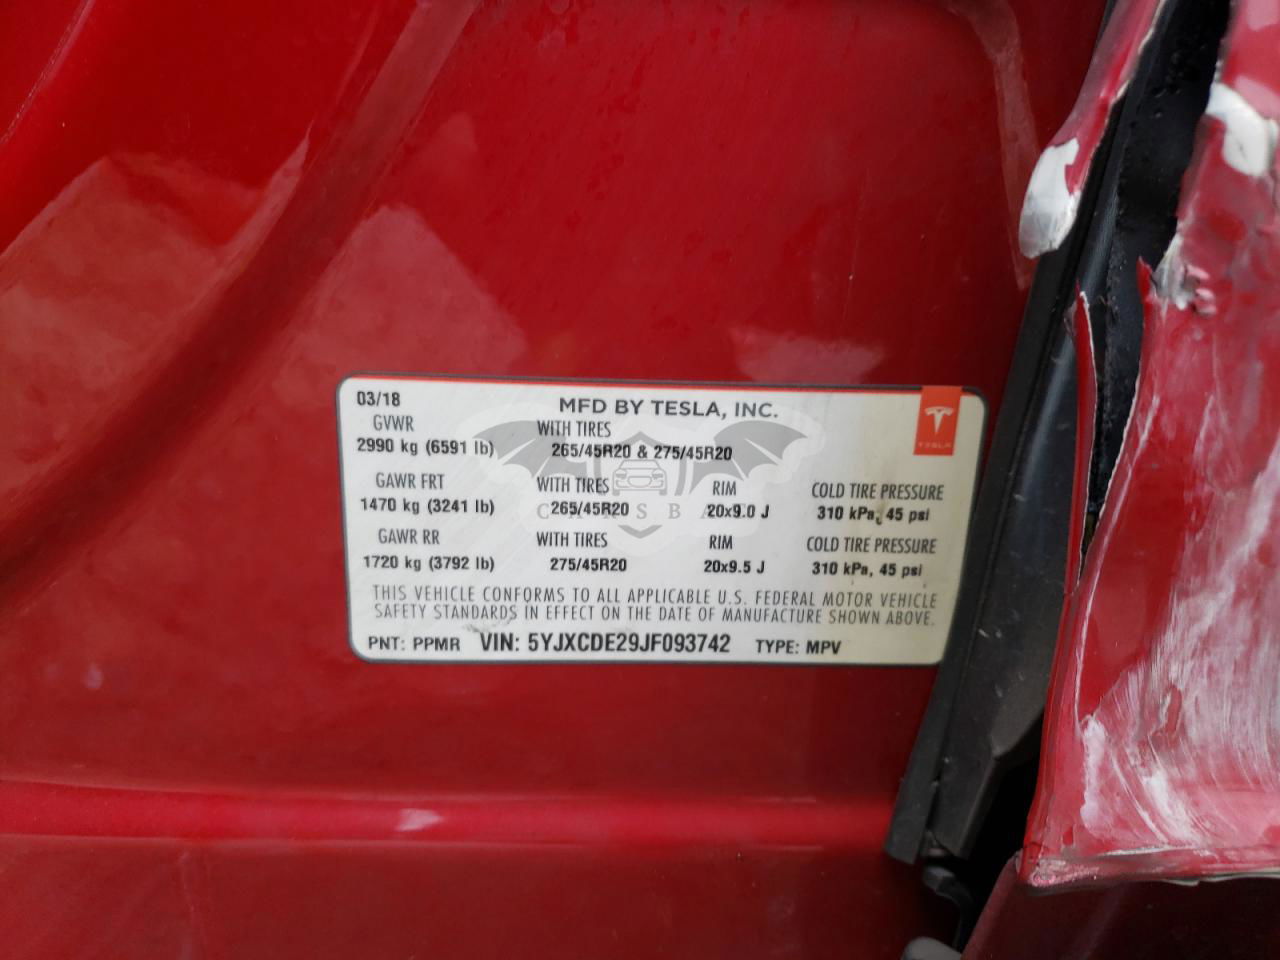 03/18
MFD BY TESLA, INC.
GVWR
WITH TIRES
2990 kg (6591 lb)
265/45R20 & 275/45R20
TESLA
GAWR FRT
WITH TIRES
RIM
COLD TIRE PRESSURE
1470 kg (3241 lb)
265/45R20
20x9.0 J
310 kPa, 45 psi
GAWR RR
WITH TIRES
RIM
COLD TIRE PRESSURE
1720 kg (3792 lb)
275/45R20
20x9.5 J
310 kPa, 45 psi
THIS VEHICLE CONFORMS TO ALL APPLICABLE U.S. FEDERAL MOTOR VEHICLE
SAFETY STANDARDS IN EFFECT ON THE DATE OF MANUFACTURE SHOWN ABOVE.
PNT: PPMR VIN: 5YJXCDE29JF093742 TYPE: MPV